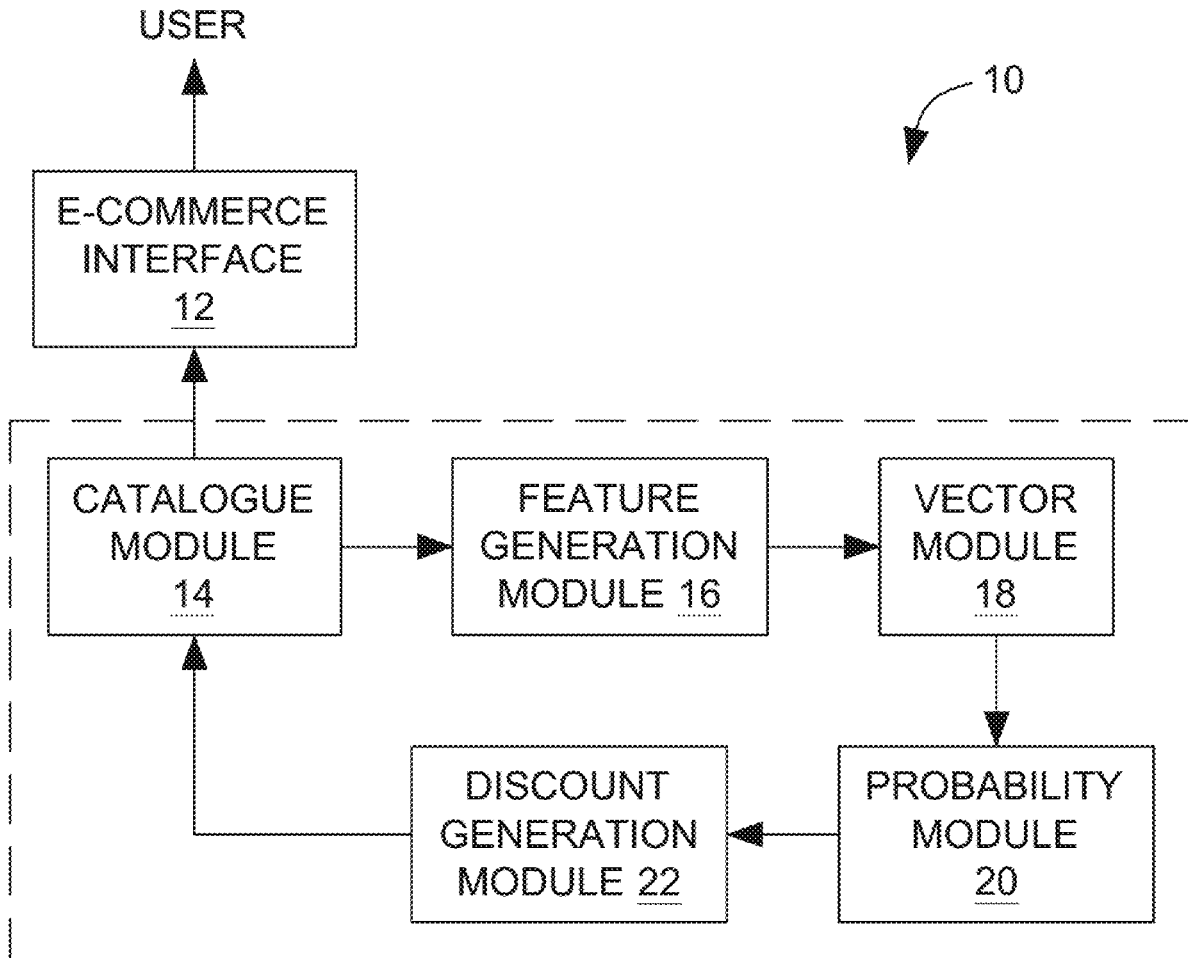 USER
10
E-COMMERCE
INTERFACE
12
CATALOGUE
MODULE
14
FEATURE
GENERATION
MODULE 16
VECTOR
MODULE
18
DISCOUNT
GENERATION
MODULE 22
PROBABILITY
MODULE
20